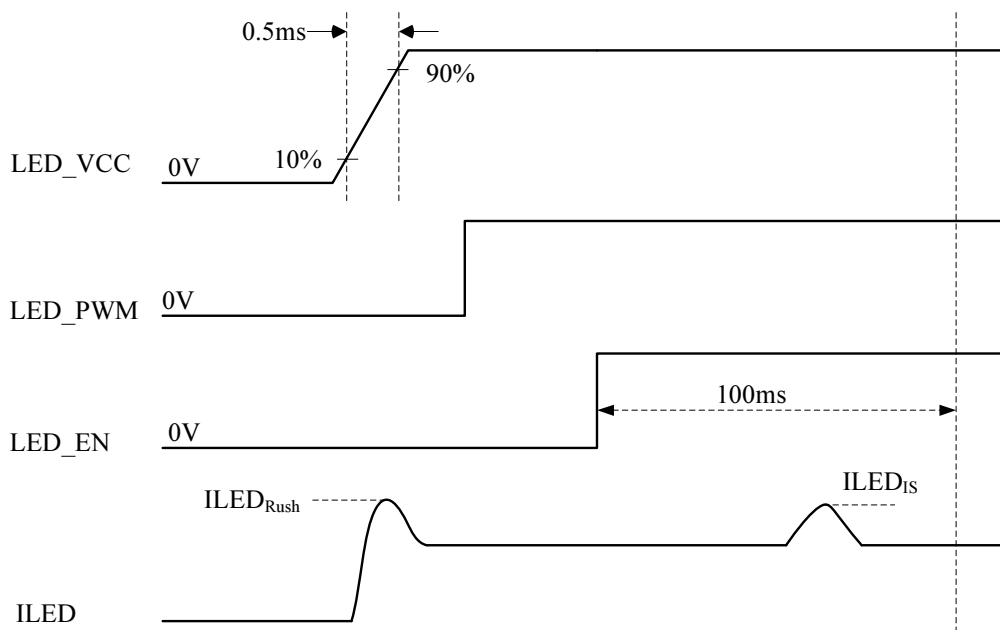 0.5ms
90%
10%
LED_VCC
0V
LED_PWM
0V
100ms
LED_EN
0V
ILEDRush
ILEDIS
ILED